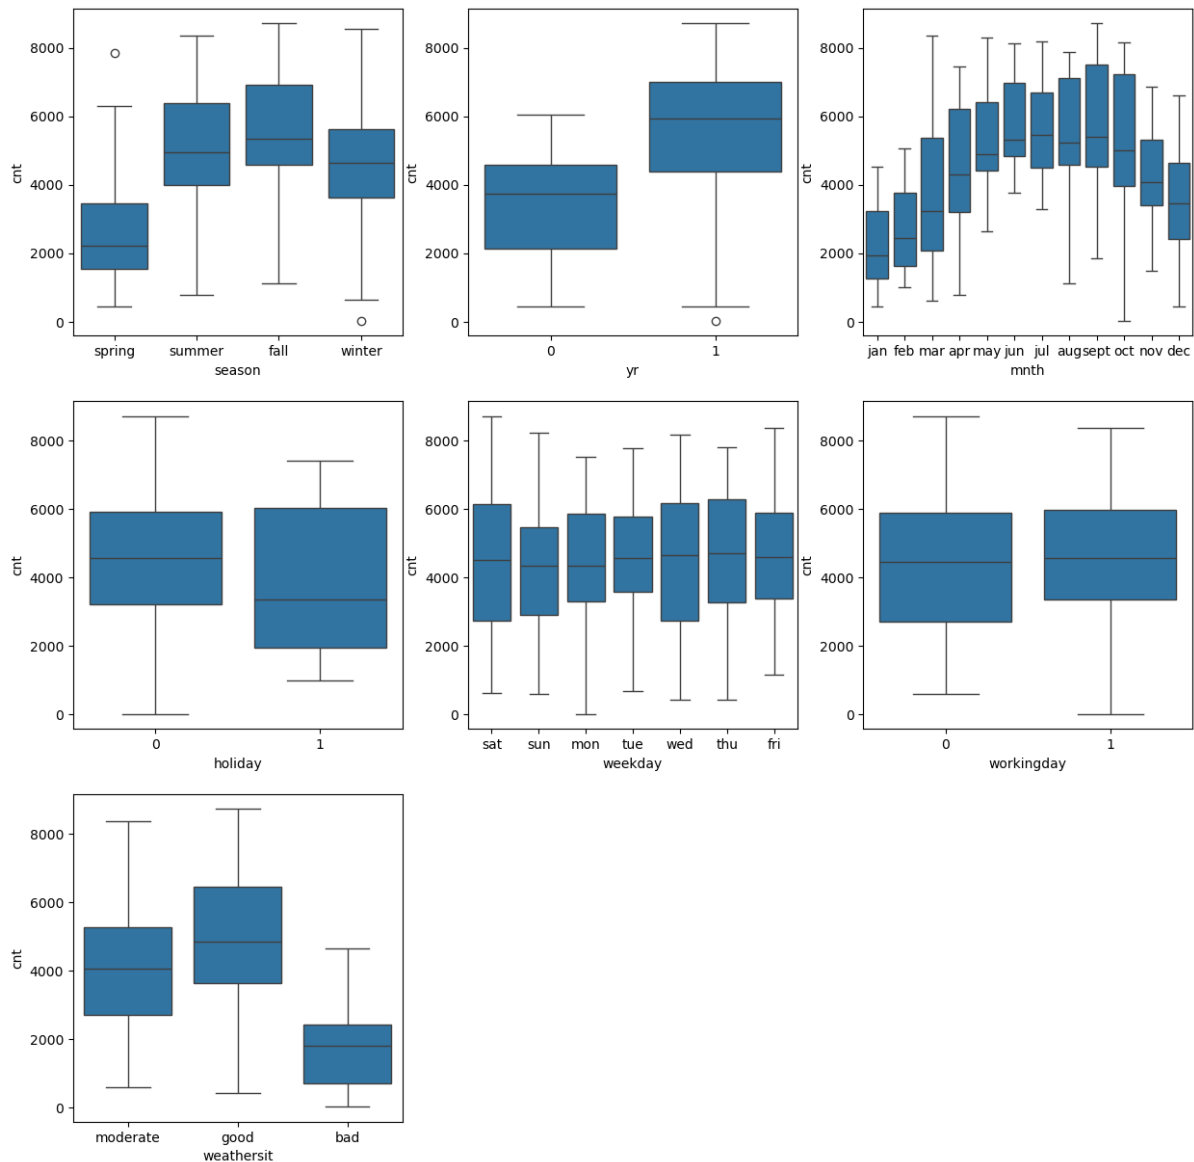 8000
6000
4000
2000
0
cnt
spring summer fall winter
season
8000
6000
4000
2000
0
cnt
0 1
yr
8000
6000
4000
2000
0
cnt
jan feb mar apr may jun jul aug sept oct nov dec
mnth
8000
6000
4000
2000
0
cnt
0 1
holiday
8000
6000
4000
2000
0
cnt
sat sun mon tue wed thu fri
weekday
8000
6000
4000
2000
0
cnt
0 1
workingday
8000
6000
4000
2000
0
cnt
moderate good bad
weathersit